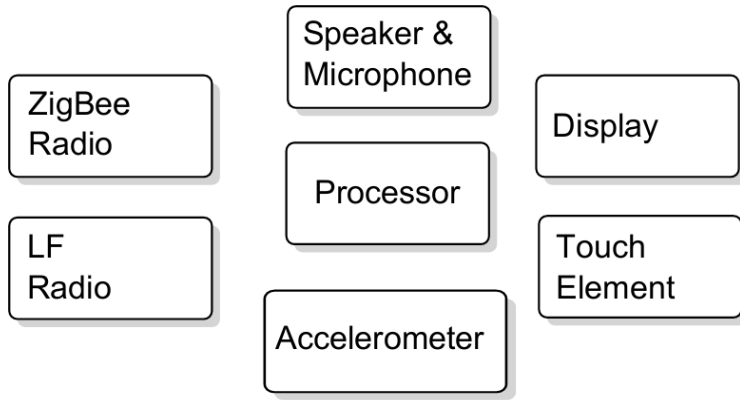 Speaker &
Microphone
ZigBee
Radio
Display
Processor
LF
Radio
Touch
Element
Accelerometer